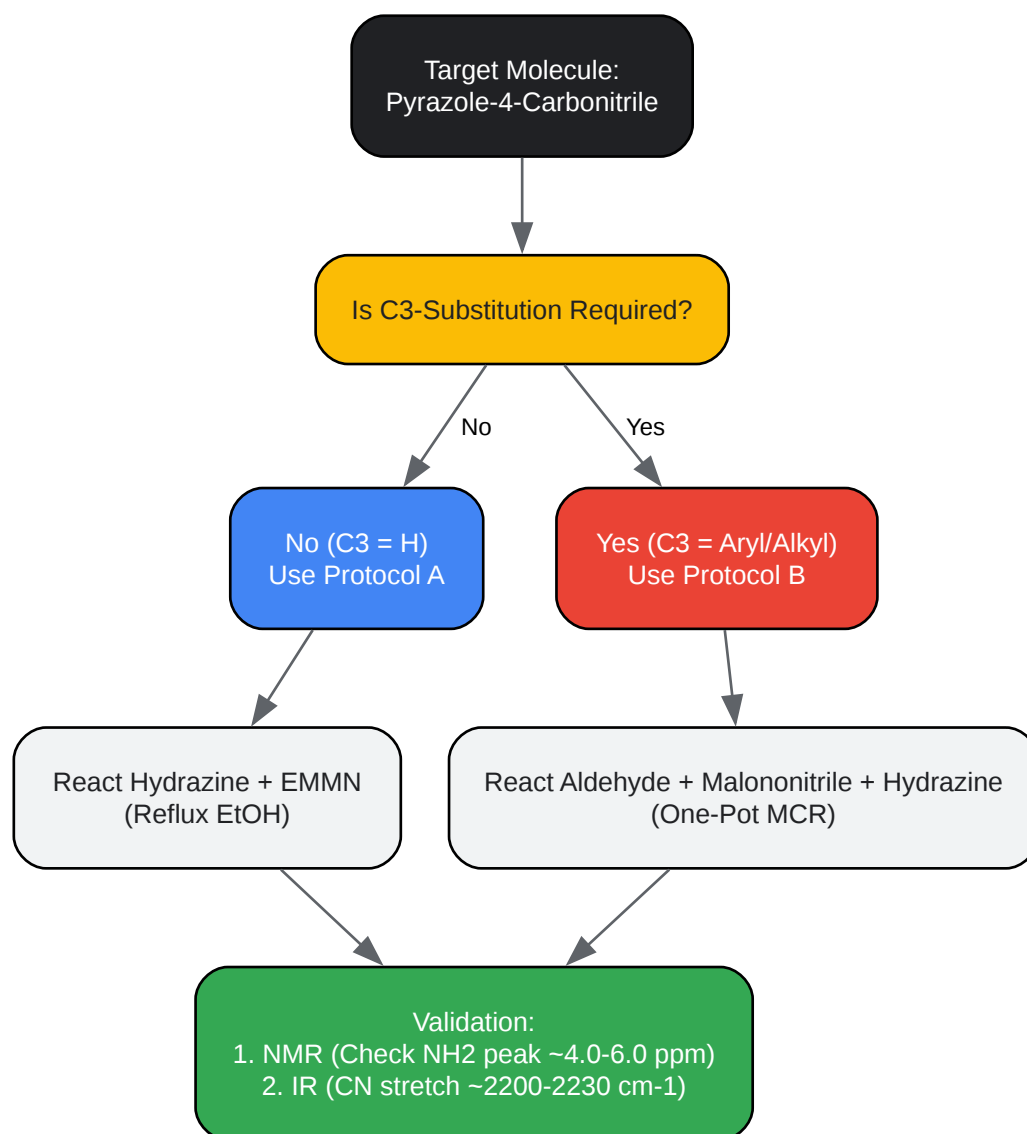 Target Molecule:
Pyrazole-4-Carbonitrile
Is C3-Substitution Required?
No
Yes
No (C3 = H)
Use Protocol A
Yes (C3 = Aryl/Alkyl)
Use Protocol B
React Hydrazine + EMMN
(Reflux EtOH)
React Aldehyde + Malononitrile + Hydrazine
(One-Pot MCR)
Validation:
1. NMR (Check NH2 peak ~4.0-6.0 ppm)
2. IR (CN stretch ~2200-2230 cm-1)